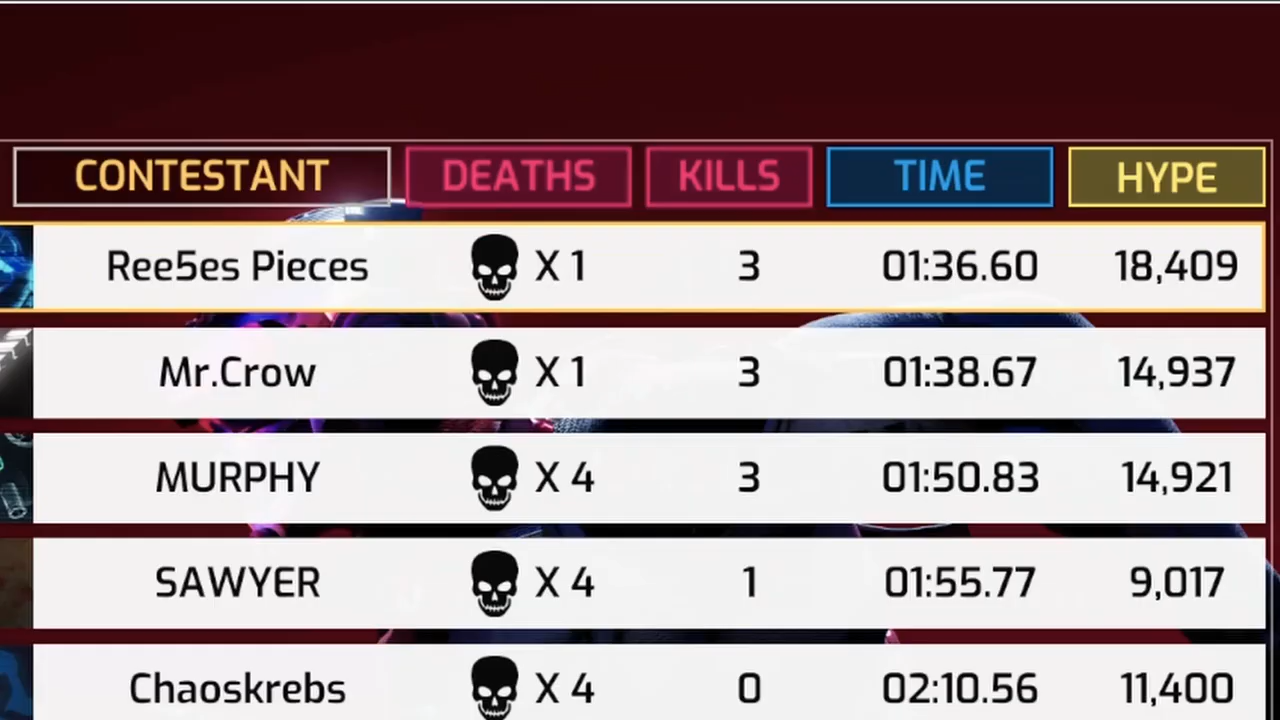 CONTESTANT DEATHS KILLS TIME HYPE
Ree5es Pieces X 1 3 01:36.60 18,409
Mr.Crow X 1 3 01:38.67 14,937
MURPHY X 4 3 01:50.83 14,921
SAWYER X 4 1 01:55.77 9,017
Chaoskrebs X 4 0 02:10.56 11,400